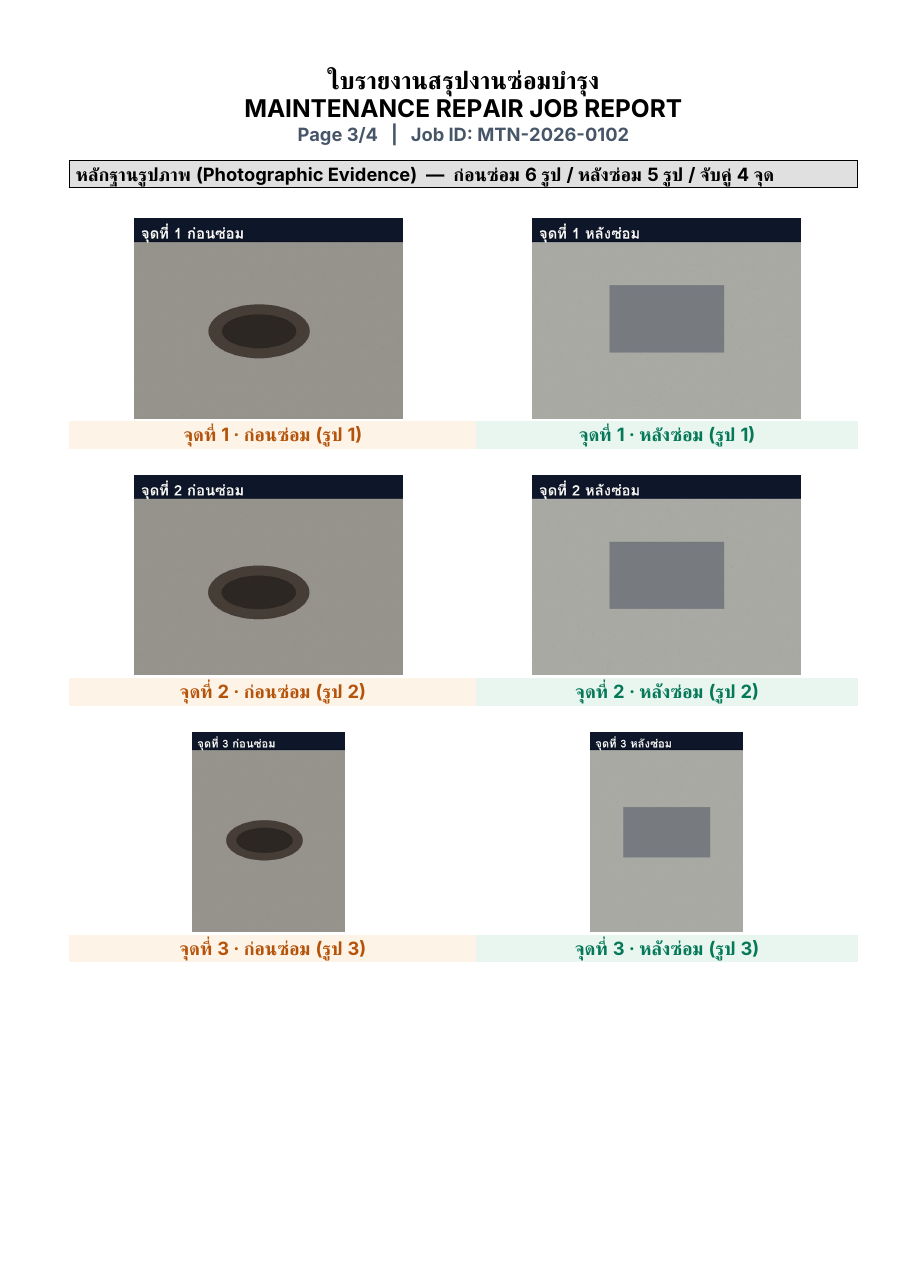 ใบรายงานสรุปงานซ่อมบำรุง
MAINTENANCE REPAIR JOB REPORT
Page 3/4 | Job ID: MTN-2026-0102
หลักฐานรูปภาพ (Photographic Evidence) — ก่อนซ่อม 6 รูป / หลังซ่อม 5 รูป / จับคู่ 4 จุด
จุดที่ 1 ก่อนซ่อม
จุดที่ 1 หลังซ่อม
จุดที่ 1 · ก่อนซ่อม (รูป 1)
จุดที่ 1 · หลังซ่อม (รูป 1)
จุดที่ 2 ก่อนซ่อม
จุดที่ 2 หลังซ่อม
จุดที่ 2 · ก่อนซ่อม (รูป 2)
จุดที่ 2 · หลังซ่อม (รูป 2)
จุดที่ 3 ก่อนซ่อม
จุดที่ 3 หลังซ่อม
จุดที่ 3 · ก่อนซ่อม (รูป 3)
จุดที่ 3 · หลังซ่อม (รูป 3)